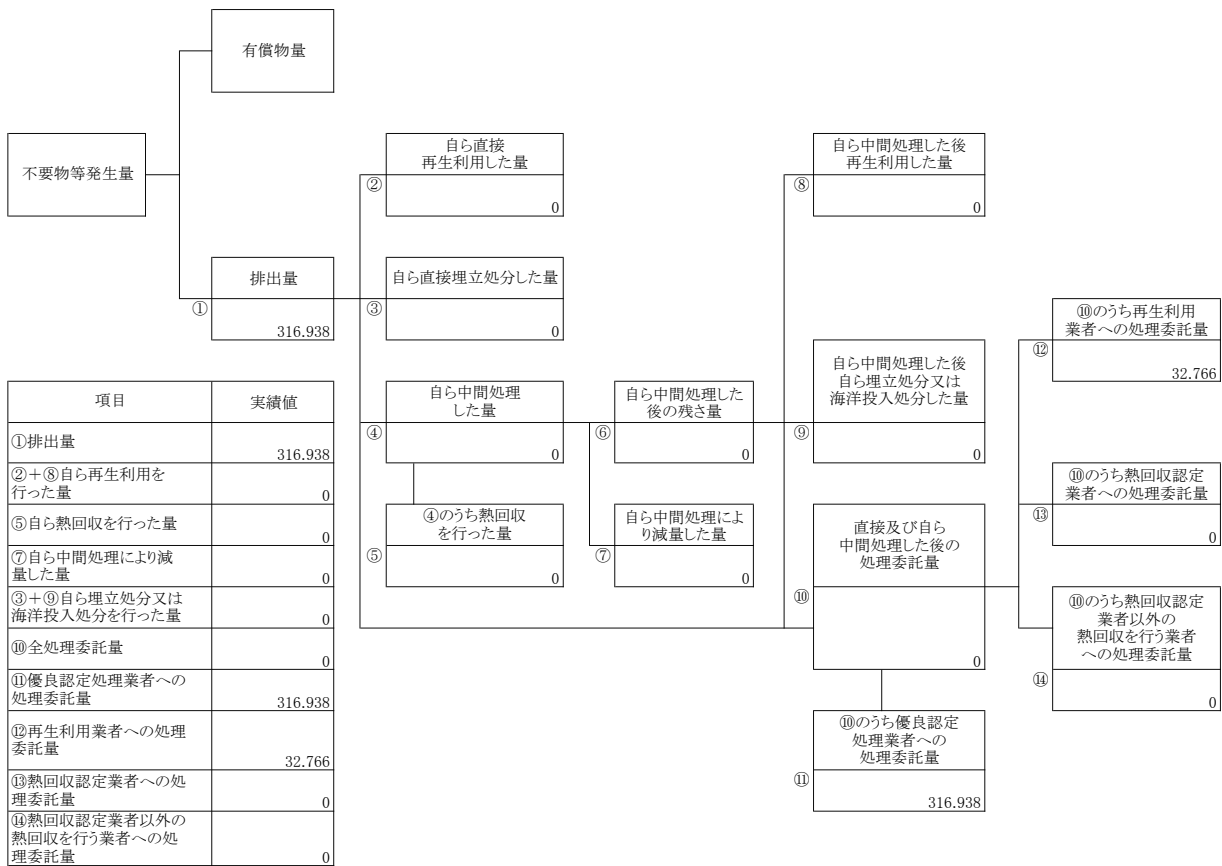 有償物量
不要物等発生量
自ら直接
再生利用した量
②
0
自ら中間処理した後
再生利用した量
⑧
0
排出量
①
316.938
自ら直接埋立処分した量
③
0
⑩のうち再生利用
業者への処理委託量
⑫
32.766
自ら中間処理
した量
④
0
自ら中間処理した
後の残さ量
⑥
0
自ら中間処理した後
自ら埋立処分又は
海洋投入処分した量
⑨
0
⑩のうち熱回収認定
業者への処理委託量
⑬
0
④のうち熱回収
を行った量
⑤
0
自ら中間処理によ
り減量した量
⑦
0
直接及び自ら
中間処理した後の
処理委託量
⑩
0
⑩のうち熱回収認定
業者以外の
熱回収を行う業者
への処理委託量
⑭
0
⑩のうち優良認定
処理業者への
処理委託量
⑪
316.938
項目 実績値
①排出量 316.938
②+⑧自ら再生利用を
行った量 0
⑤自ら熱回収を行った量 0
⑦自ら中間処理により減
量した量 0
③+⑨自ら埋立処分又は
海洋投入処分を行った量 0
⑩全処理委託量 0
⑪優良認定処理業者への
処理委託量 316.938
⑫再生利用業者への処理
委託量 32.766
⑬熱回収認定業者への処
理委託量 0
⑭熱回収認定業者以外の
熱回収を行う業者への処
理委託量 0